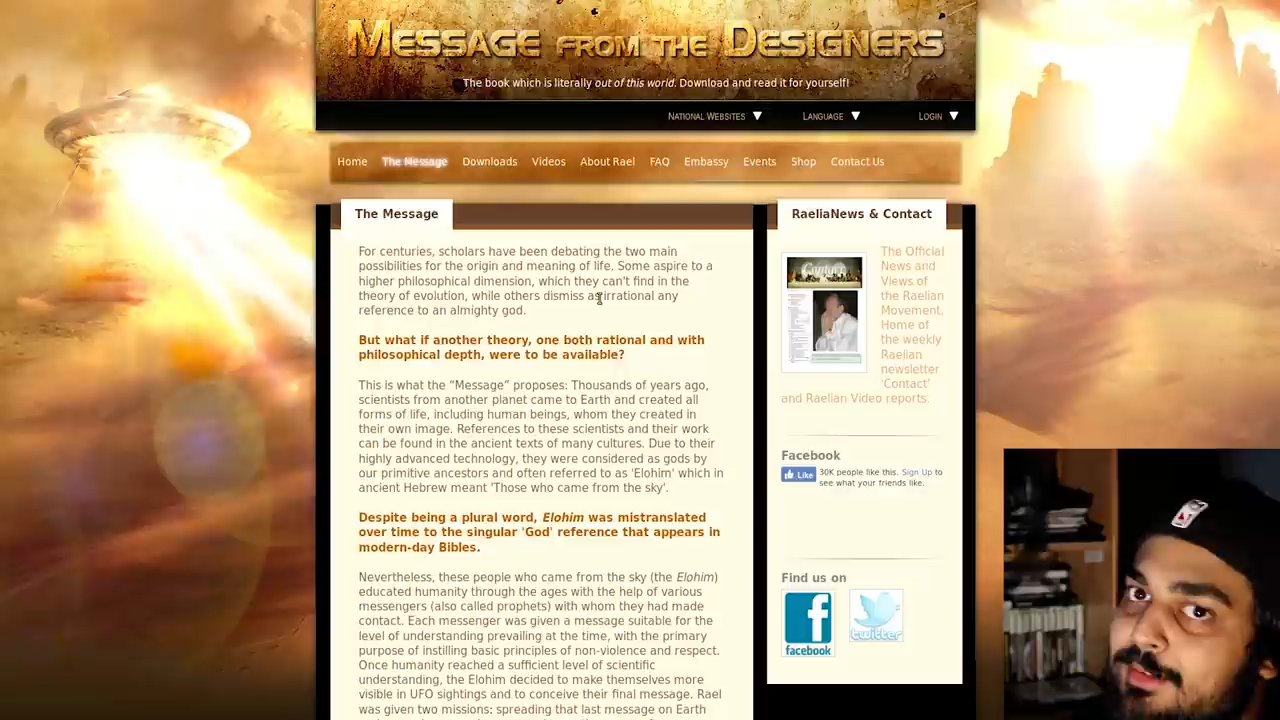 MESSAGE FROM THE DESIGNERS
The book which is literally out of this world. Download and read it for yourself!
NATIONAL WEBSITES
LANGUAGE
LOGIN
Home
The Message
Downloads
Videos
About Rael
FAQ
Embassy
Events
Shop
Contact Us
The Message
For centuries, scholars have been debating the two main
possibilities for the origin and meaning of life. Some aspire to a
higher philosophical dimension, which they can't find in the
theory of evolution, while others dismiss as irrational any
reference to an almighty god.
But what if another theory, one both rational and with
philosophical depth, were to be available?
This is what the “Message” proposes: Thousands of years ago,
scientists from another planet came to Earth and created all
forms of life, including human beings, whom they created in
their own image. References to these scientists and their work
can be found in the ancient texts of many cultures. Due to their
highly advanced technology, they were considered as gods by
our primitive ancestors and often referred to as 'Elohim' which in
ancient Hebrew meant 'Those who came from the sky'.
Despite being a plural word, Elohim was mistranslated
over time to the singular 'God' reference that appears in
modern-day Bibles.
Nevertheless, these people who came from the sky (the Elohim)
educated humanity through the ages with the help of various
messengers (also called prophets) with whom they had made
contact. Each messenger was given a message suitable for the
level of understanding prevailing at the time, with the primary
purpose of instilling basic principles of non-violence and respect.
Once humanity reached a sufficient level of scientific
understanding, the Elohim decided to make themselves more
visible in UFO sightings and to conceive their final message. Rael
was given two missions: spreading that last message on Earth
RaeliaNews & Contact
Contact
The Official
News and
Views of
the Raelian
Movement.
Home of
the weekly
Raelian
newsletter
'Contact'
and Raelian Video reports.
Facebook
Like
30K people like this. Sign Up to
see what your friends like.
Find us on
facebook
twitter